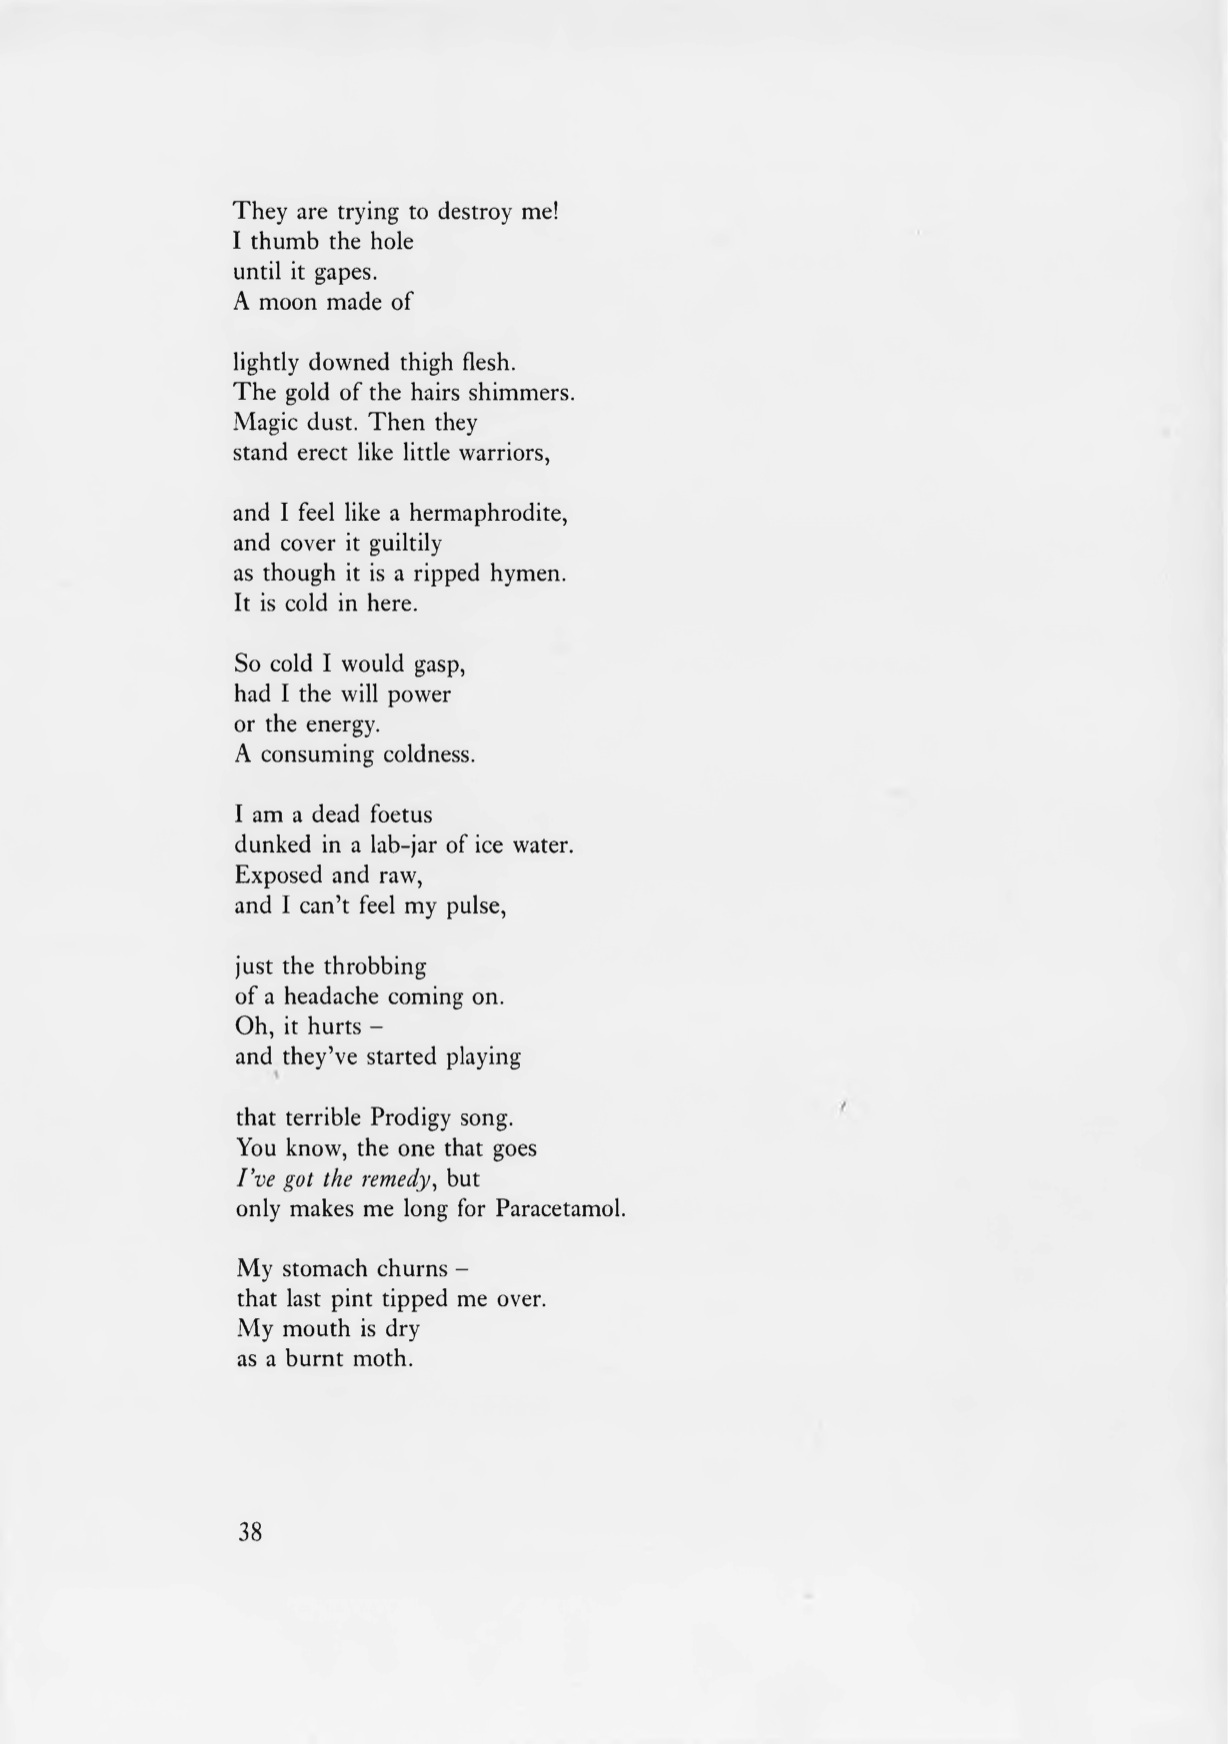 They are trying to destroy me!
I thumb the hole
until it gapes.
A moon made of

lightly downed thigh flesh.
The gold of the hairs shimmers.
Magic dust. Then they
stand erect like little warriors,

and I feel like a hermaphrodite,
and cover it guiltily
as though it is a ripped hymen.
It is cold in here.

So cold I would gasp,
had I the will power
or the energy.
A consuming coldness.

I am a dead foetus
dunked in a lab-jar of ice water.
Exposed and raw,
and I can't feel my pulse,

just the throbbing
of a headache coming on.
Oh, it hurts –
and they've started playing

that terrible Prodigy song.
You know, the one that goes
I've got the remedy, but
only makes me long for Paracetamol.

My stomach churns –
that last pint tipped me over.
My mouth is dry
as a burnt moth.

38